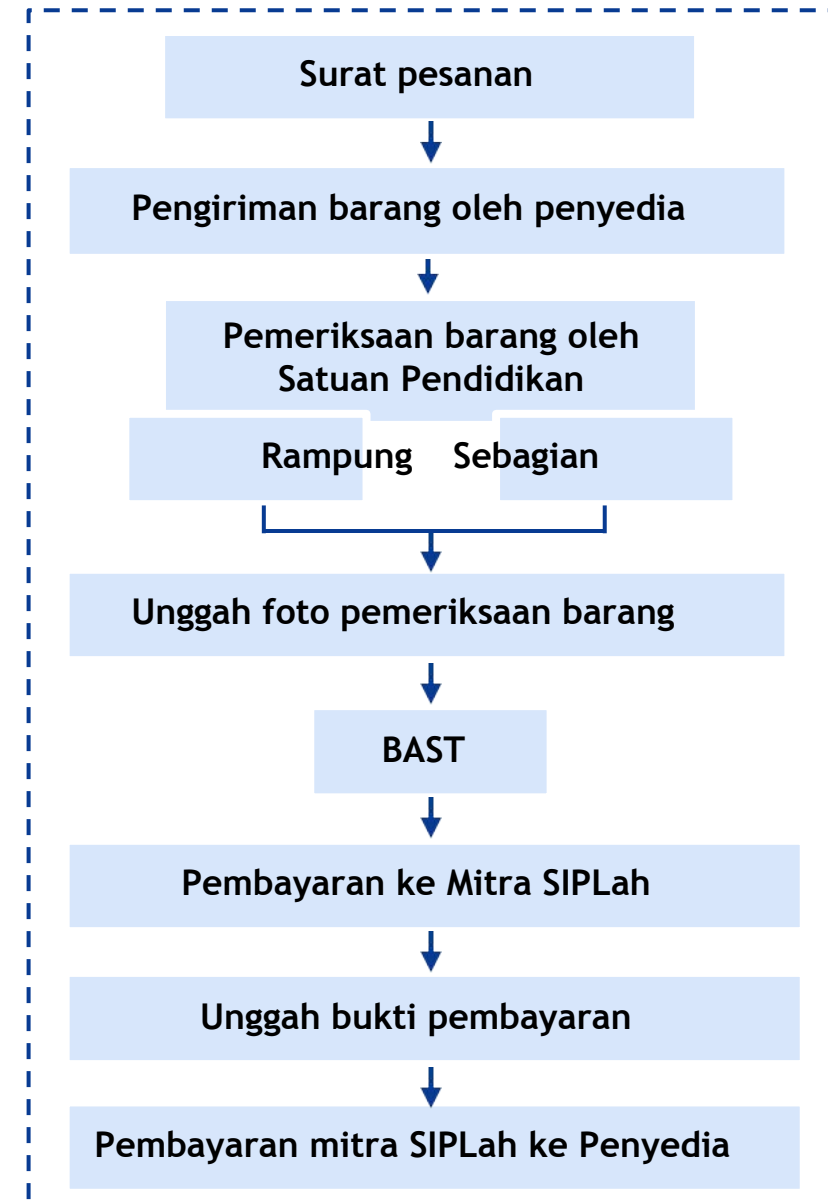 Surat pesanan
Pengiriman barang oleh penyedia
Pemeriksaan barang oleh
Satuan Pendidikan
Rampung Sebagian
Unggah foto pemeriksaan barang
BAST
Pembayaran ke Mitra SIPLah
Unggah bukti pembayaran
Pembayaran mitra SIPLah ke Penyedia